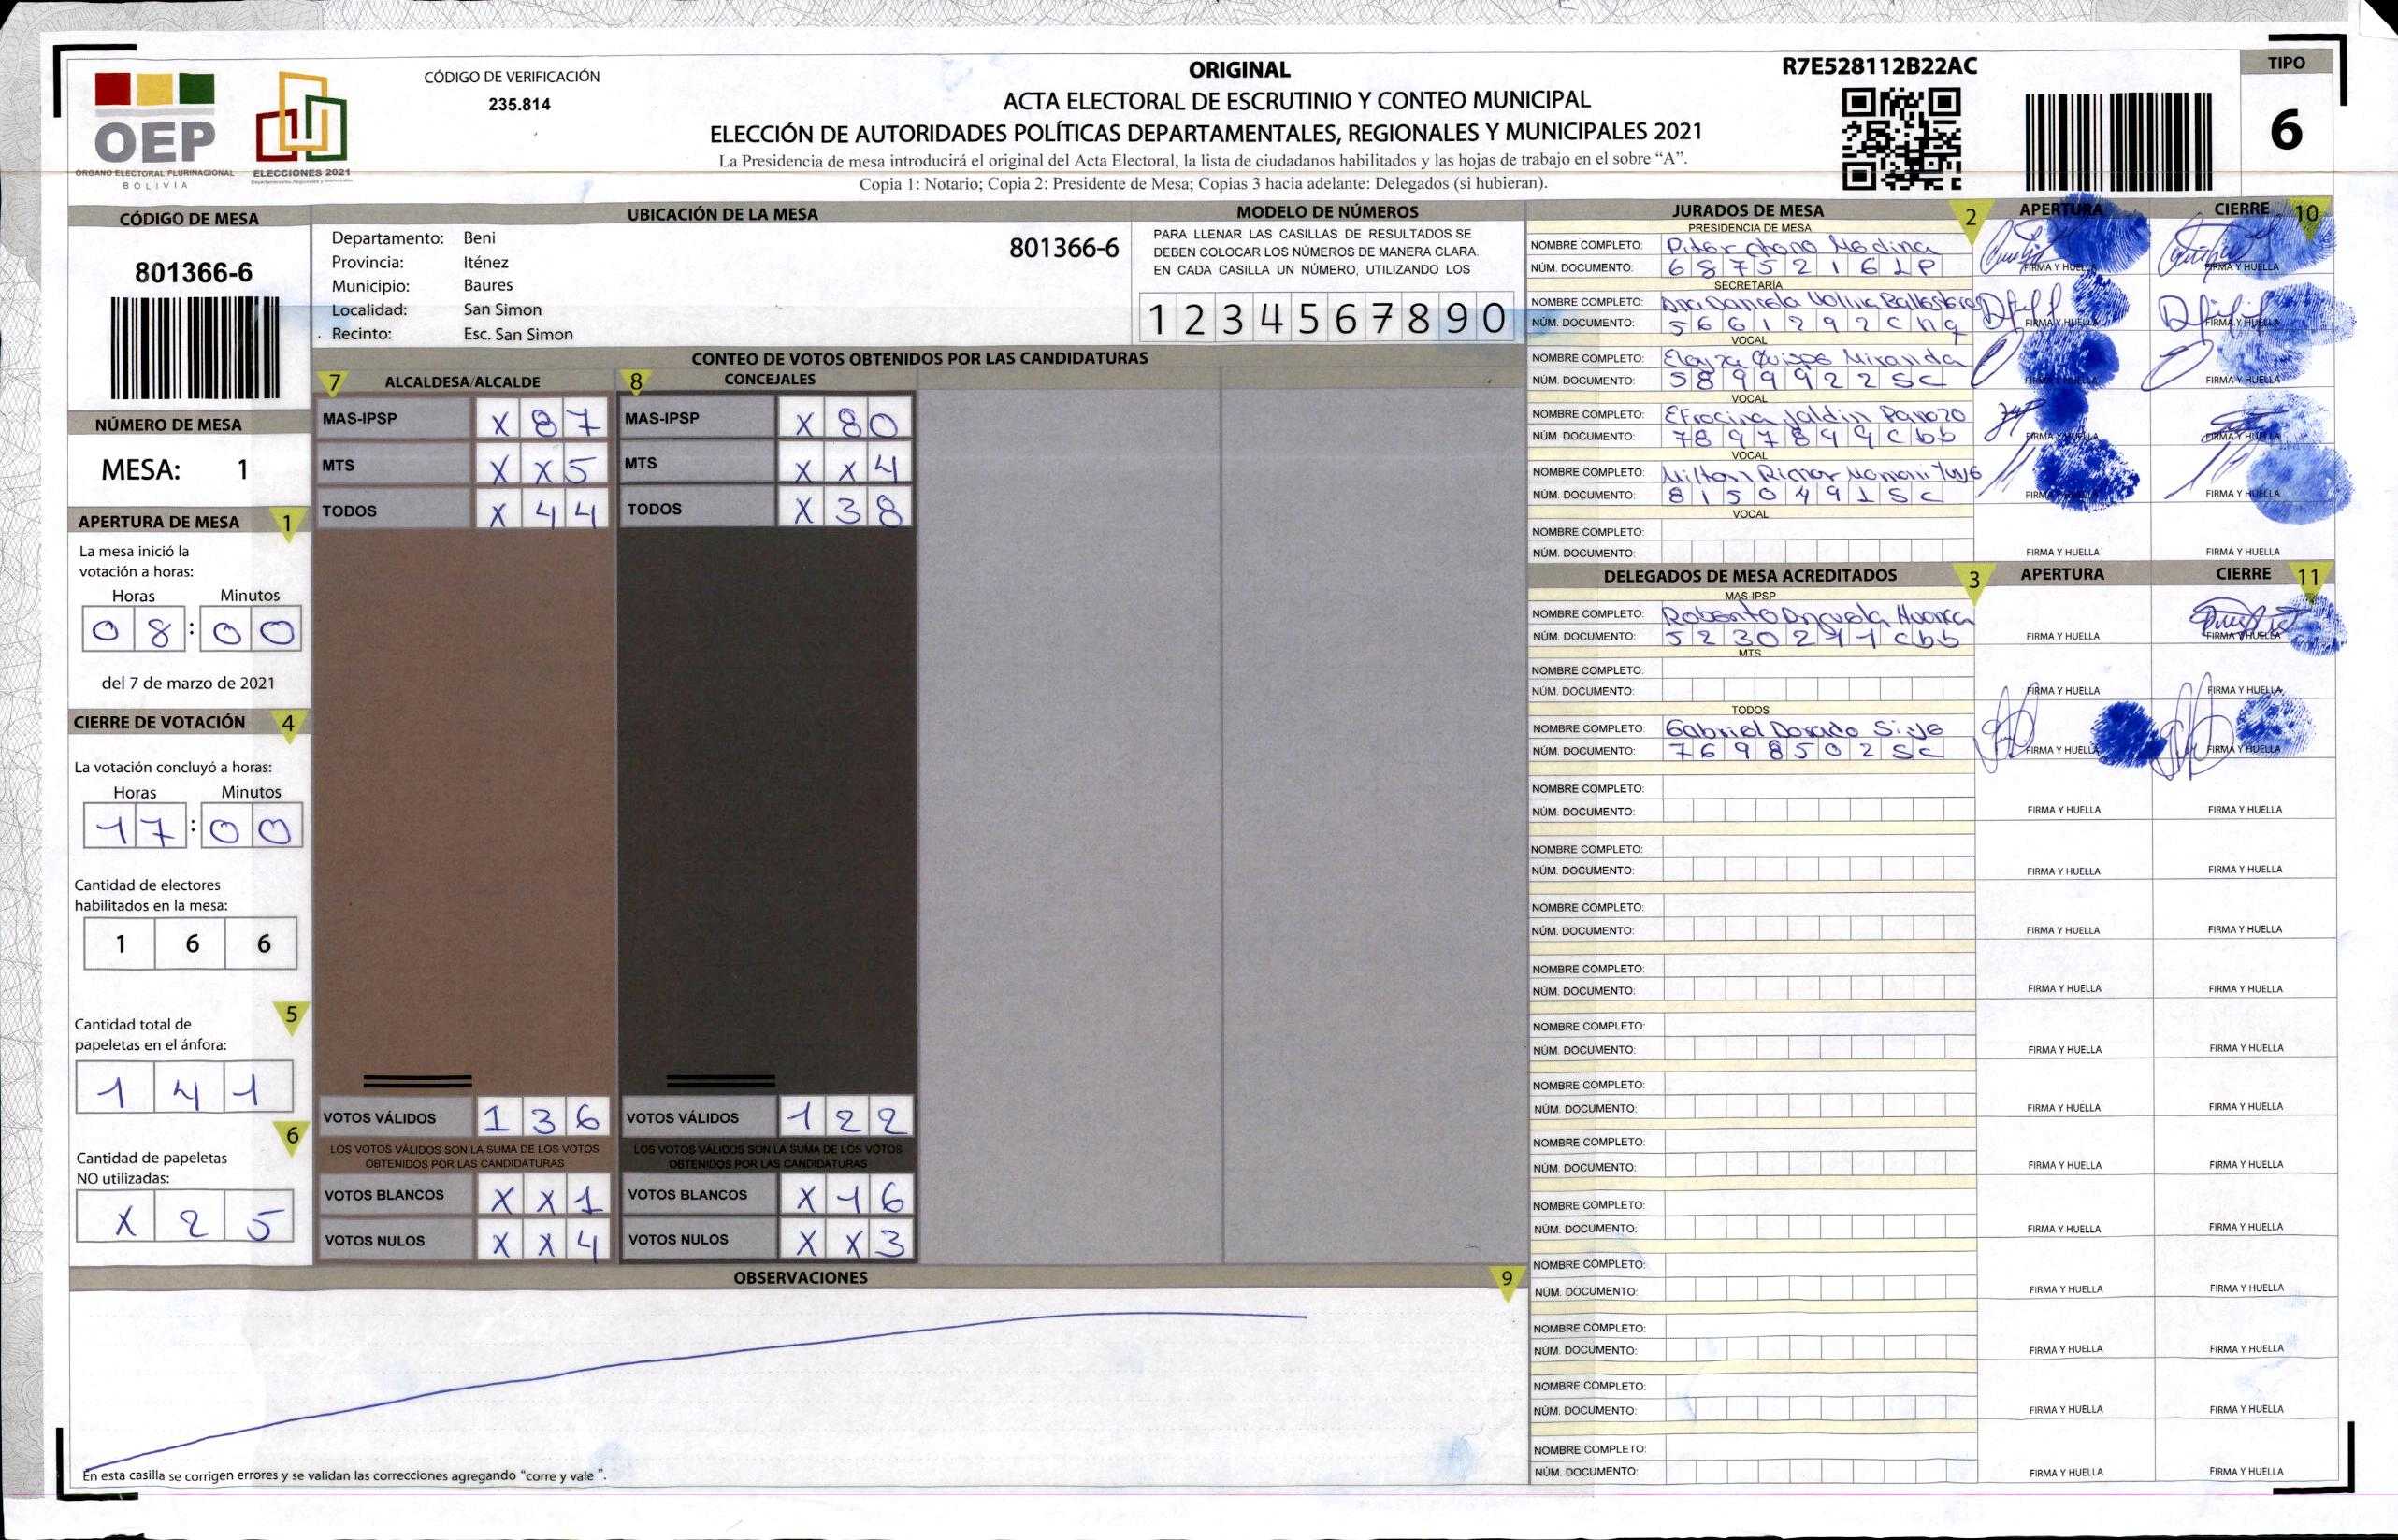 ORIGINAL
ACTA ELECTORAL DE ESCRUTINIO Y CONTEO MUNICIPAL
ELECCIÓN DE AUTORIDADES POLÍTICAS DEPARTAMENTALES, REGIONALES Y MUNICIPALES 2021
La Presidencia de mesa introducirá el original del Acta Electoral, la lista de ciudadanos habilitados y las hojas de trabajo en el sobre “A”.
Copia 1: Notario; Copia 2: Presidente de Mesa; Copias 3 hacia adelante: Delegados (si hubieran).
OEP
ÓRGANO ELECTORAL PLURINACIONAL
BOLIVIA
ELECCIONES 2021
CÓDIGO DE VERIFICACIÓN
235.814
R7E528112B22AC
TIPO
6
CÓDIGO DE MESA
801366-6
NÚMERO DE MESA
MESA: 1
APERTURA DE MESA 1
La mesa inició la
votación a horas:
Horas Minutos
08:00
del 7 de marzo de 2021
CIERRE DE VOTACIÓN 4
La votación concluyó a horas:
Horas Minutos
17:00
Cantidad de electores
habilitados en la mesa:
1 6 6
5
Cantidad total de
papeletas en el ánfora:
1 4 1
6
Cantidad de papeletas
NO utilizadas:
X 2 5
UBICACIÓN DE LA MESA
Departamento: Beni
Provincia: Iténez
Municipio: Baures
Localidad: San Simon
Recinto: Esc. San Simon
801366-6
MODELO DE NÚMEROS
PARA LLENAR LAS CASILLAS DE RESULTADOS SE
DEBEN COLOCAR LOS NÚMEROS DE MANERA CLARA.
EN CADA CASILLA UN NÚMERO, UTILIZANDO LOS
1 2 3 4 5 6 7 8 9 0
CONTEO DE VOTOS OBTENIDOS POR LAS CANDIDATURAS
7 ALCALDESA/ALCALDE
MAS-IPSP X 8 7
MTS X X 5
TODOS X 4 4
VOTOS VÁLIDOS 1 3 6
LOS VOTOS VÁLIDOS SON LA SUMA DE LOS VOTOS
OBTENIDOS POR LAS CANDIDATURAS
VOTOS BLANCOS X X 1
VOTOS NULOS X X 4
8 CONCEJALES
MAS-IPSP X 8 0
MTS X X 4
TODOS X 3 8
VOTOS VÁLIDOS 1 2 2
LOS VOTOS VÁLIDOS SON LA SUMA DE LOS VOTOS
OBTENIDOS POR LAS CANDIDATURAS
VOTOS BLANCOS X 1 6
VOTOS NULOS X X 3
OBSERVACIONES 9
En esta casilla se corrigen errores y se validan las correcciones agregando "corre y vale ".
JURADOS DE MESA 2 APERTURA CIERRE 10
PRESIDENCIA DE MESA
NOMBRE COMPLETO: Medina
NÚM. DOCUMENTO: 6875216LP
FIRMA Y HUELLA FIRMA Y HUELLA
SECRETARÍA
NOMBRE COMPLETO: Ana Daniela Ballesteros
NÚM. DOCUMENTO: 5661292Chq
FIRMA Y HUELLA FIRMA Y HUELLA
VOCAL
NOMBRE COMPLETO: Quispe Miranda
NÚM. DOCUMENTO: 5899922SC
FIRMA Y HUELLA FIRMA Y HUELLA
VOCAL
NOMBRE COMPLETO: Efrocina Jaldin
NÚM. DOCUMENTO: 7897899Cbb
FIRMA Y HUELLA FIRMA Y HUELLA
VOCAL
NOMBRE COMPLETO: Milton Mamani
NÚM. DOCUMENTO: 8150491SC
FIRMA Y HUELLA FIRMA Y HUELLA
VOCAL
NOMBRE COMPLETO:
NÚM. DOCUMENTO:
FIRMA Y HUELLA FIRMA Y HUELLA
DELEGADOS DE MESA ACREDITADOS 3 APERTURA CIERRE 11
MAS-IPSP
NOMBRE COMPLETO: Roberto Huanca
NÚM. DOCUMENTO: 5230211Cbb
FIRMA Y HUELLA FIRMA Y HUELLA
MTS
NOMBRE COMPLETO:
NÚM. DOCUMENTO:
FIRMA Y HUELLA FIRMA Y HUELLA
TODOS
NOMBRE COMPLETO: Gabriel Dorado
NÚM. DOCUMENTO: 7698502SC
FIRMA Y HUELLA FIRMA Y HUELLA
NOMBRE COMPLETO:
NÚM. DOCUMENTO:
FIRMA Y HUELLA FIRMA Y HUELLA
NOMBRE COMPLETO:
NÚM. DOCUMENTO:
FIRMA Y HUELLA FIRMA Y HUELLA
NOMBRE COMPLETO:
NÚM. DOCUMENTO:
FIRMA Y HUELLA FIRMA Y HUELLA
NOMBRE COMPLETO:
NÚM. DOCUMENTO:
FIRMA Y HUELLA FIRMA Y HUELLA
NOMBRE COMPLETO:
NÚM. DOCUMENTO:
FIRMA Y HUELLA FIRMA Y HUELLA
NOMBRE COMPLETO:
NÚM. DOCUMENTO:
FIRMA Y HUELLA FIRMA Y HUELLA
NOMBRE COMPLETO:
NÚM. DOCUMENTO:
FIRMA Y HUELLA FIRMA Y HUELLA
NOMBRE COMPLETO:
NÚM. DOCUMENTO:
FIRMA Y HUELLA FIRMA Y HUELLA
NOMBRE COMPLETO:
NÚM. DOCUMENTO:
FIRMA Y HUELLA FIRMA Y HUELLA
NOMBRE COMPLETO:
NÚM. DOCUMENTO:
FIRMA Y HUELLA FIRMA Y HUELLA
NOMBRE COMPLETO:
NÚM. DOCUMENTO:
FIRMA Y HUELLA FIRMA Y HUELLA
NOMBRE COMPLETO:
NÚM. DOCUMENTO:
FIRMA Y HUELLA FIRMA Y HUELLA